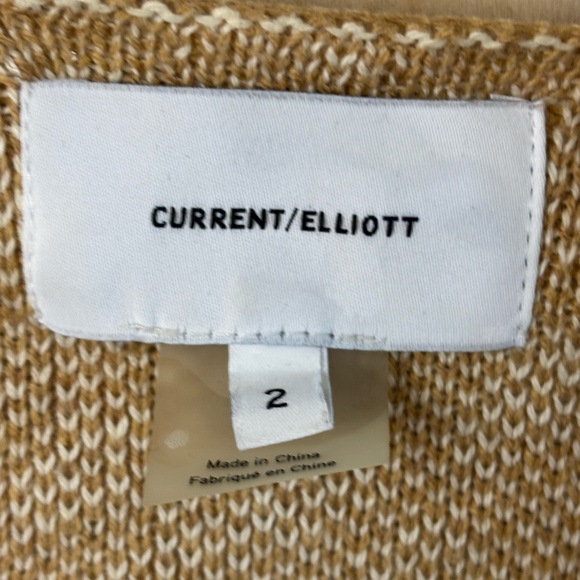 CURRENT/ELLIOTT
2
Made in China
Fabriqué en Chine